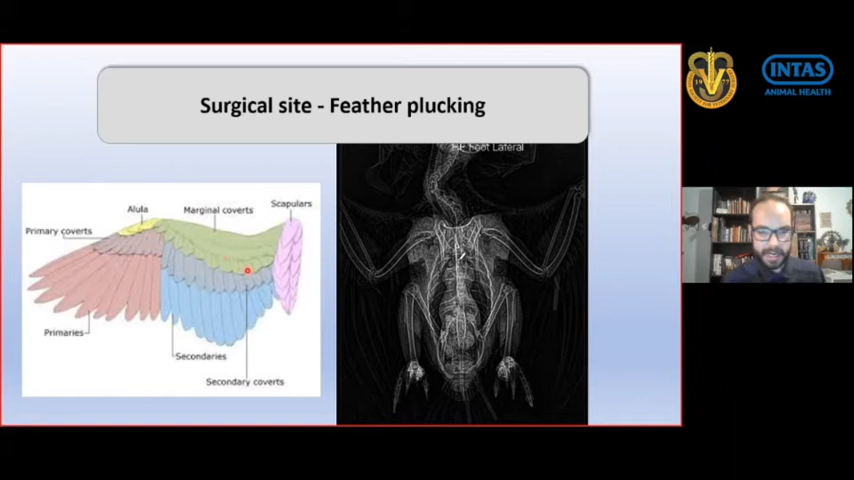 Surgical site - Feather plucking
Foot Lateral
Alula
Marginal coverts
Scapulars
Primary coverts
Primaries
Secondaries
Secondary coverts
INTAS
ANIMAL HEALTH